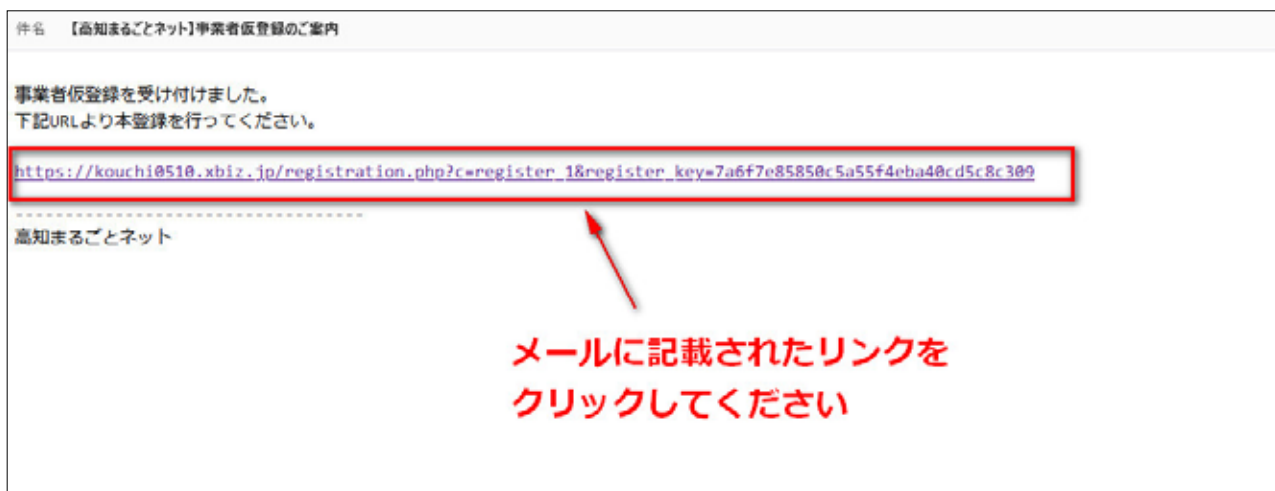 件名 【高知まるごとネット】事業者仮登録のご案内
事業者仮登録を受け付けました。
下記URLより本登録を行ってください。
https://kouchi0510.xbiz.jp/registration.php?c=register_1&register_key=7a6f7e85850c5a55f4eba40cd5c8c309
-----------------------------------
高知まるごとネット
メールに記載されたリンクを
クリックしてください